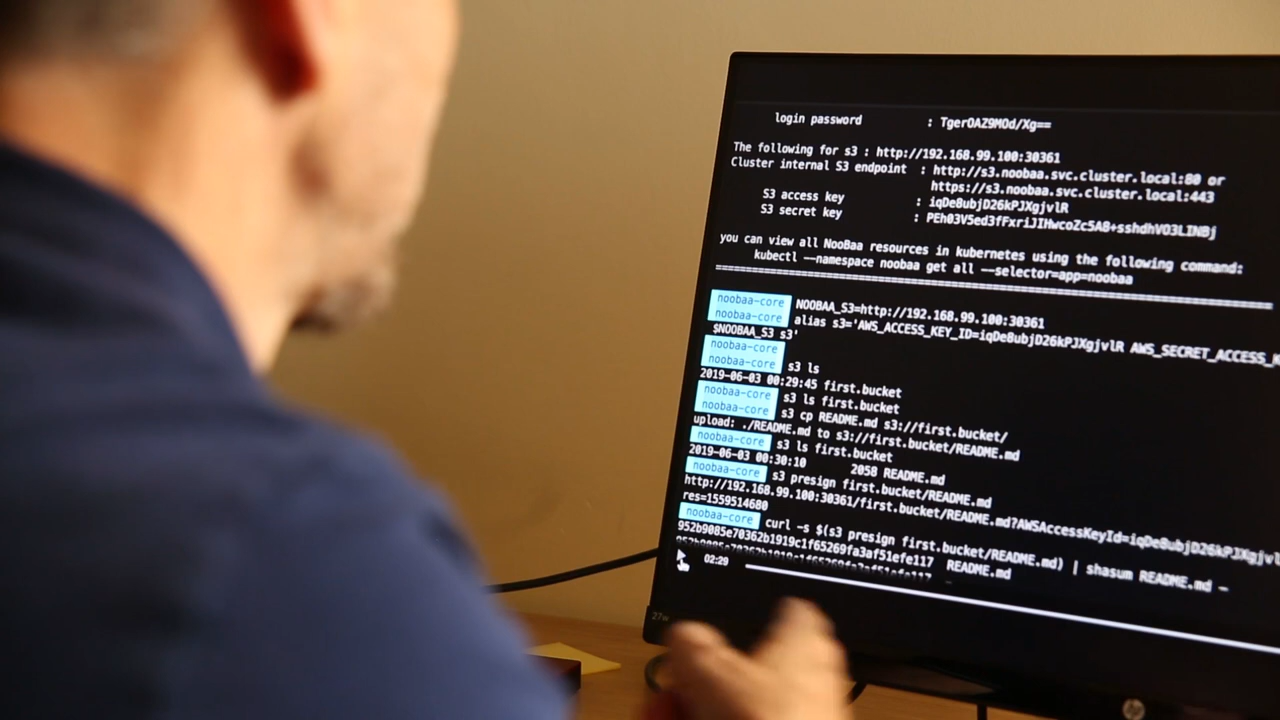 login password : TgerOAZ9MOd/Xg==
The following for s3 : http://192.168.99.100:30361
Cluster internal S3 endpoint : http://s3.noobaa.svc.cluster.local:80 or
https://s3.noobaa.svc.cluster.local:443
S3 access key : iqDe8ubjD26kPJXgjvlR
S3 secret key : PEh03V5ed3fFxriJIHwcoZc5A8+sshdhVO3LINBj
you can view all NooBaa resources in kubernetes using the following command:
kubectl --namespace noobaa get all --selector=app=noobaa
noobaa-core NOOBAA_S3=http://192.168.99.100:30361
noobaa-core alias s3='AWS_ACCESS_KEY_ID=iqDe8ubjD26kPJXgjvlR AWS_SECRET_ACCESS_K
$NOOBAA_S3 s3'
noobaa-core
noobaa-core s3 ls
2019-06-03 00:29:45 first.bucket
noobaa-core s3 ls first.bucket
noobaa-core s3 cp README.md s3://first.bucket/
upload: ./README.md to s3://first.bucket/README.md
noobaa-core s3 ls first.bucket
2019-06-03 00:30:10 2058 README.md
noobaa-core s3 presign first.bucket/README.md
http://192.168.99.100:30361/first.bucket/README.md?AWSAccessKeyId=iqDe8ubjD26kPJXgjvl
res=1559514680
noobaa-core curl -s $(s3 presign first.bucket/README.md) | shasum README.md -
952b9085e70362b1919c1f65269fa3af51efe117 README.md
952b9085e70362b1919c1f65269fa3af51efe117 -
02:29
27w
hp